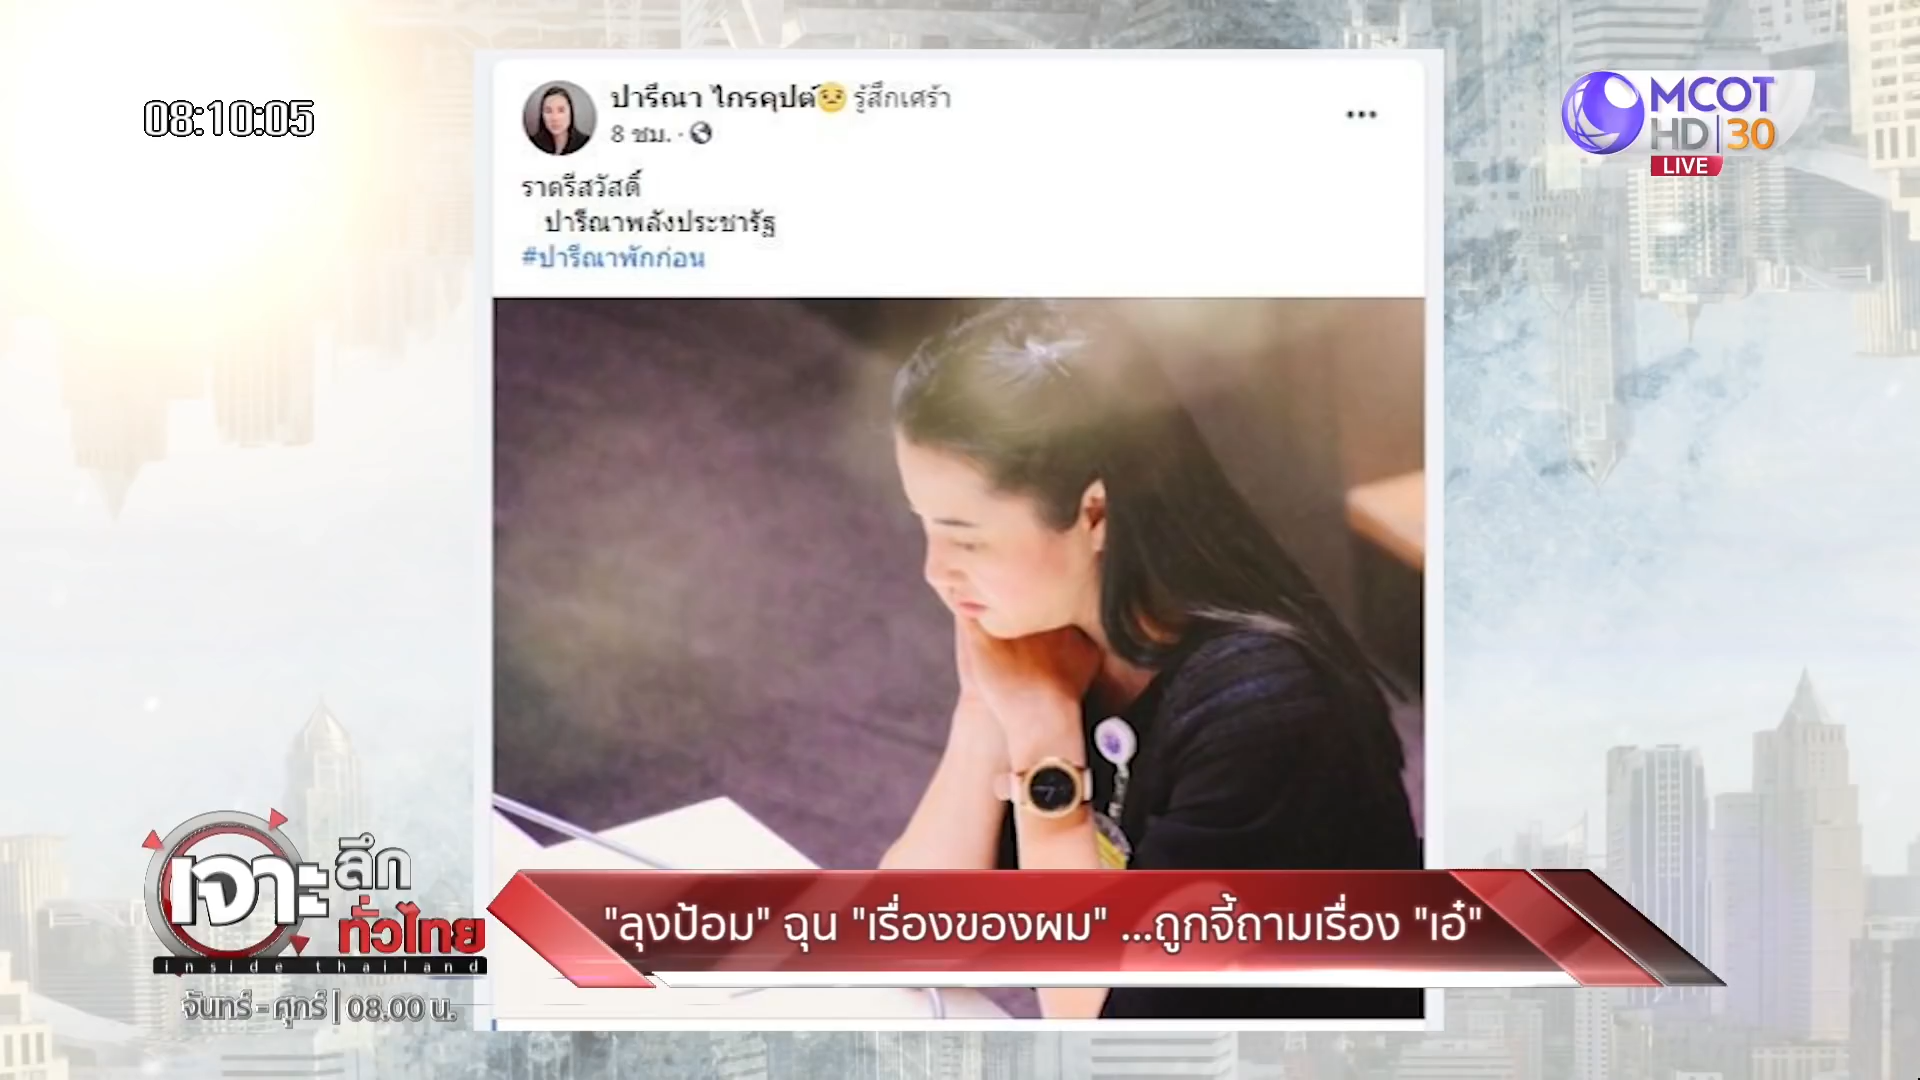 08:10:05
MCOT
HD 30
LIVE
ปารีณา ไกรคุปต์ รู้สึกเศร้า
8 ชม. ·
ราตรีสวัสดิ์
ปารีณาพลังประชารัฐ
#ปารีณาพักก่อน
เจาะลึก
ทั่วไทย
inside thailand
จันทร์ - ศุกร์ | 08.00 น.
"ลุงป้อม" ฉุน "เรื่องของผม" ...ถูกจี้ถามเรื่อง "เอ๋"